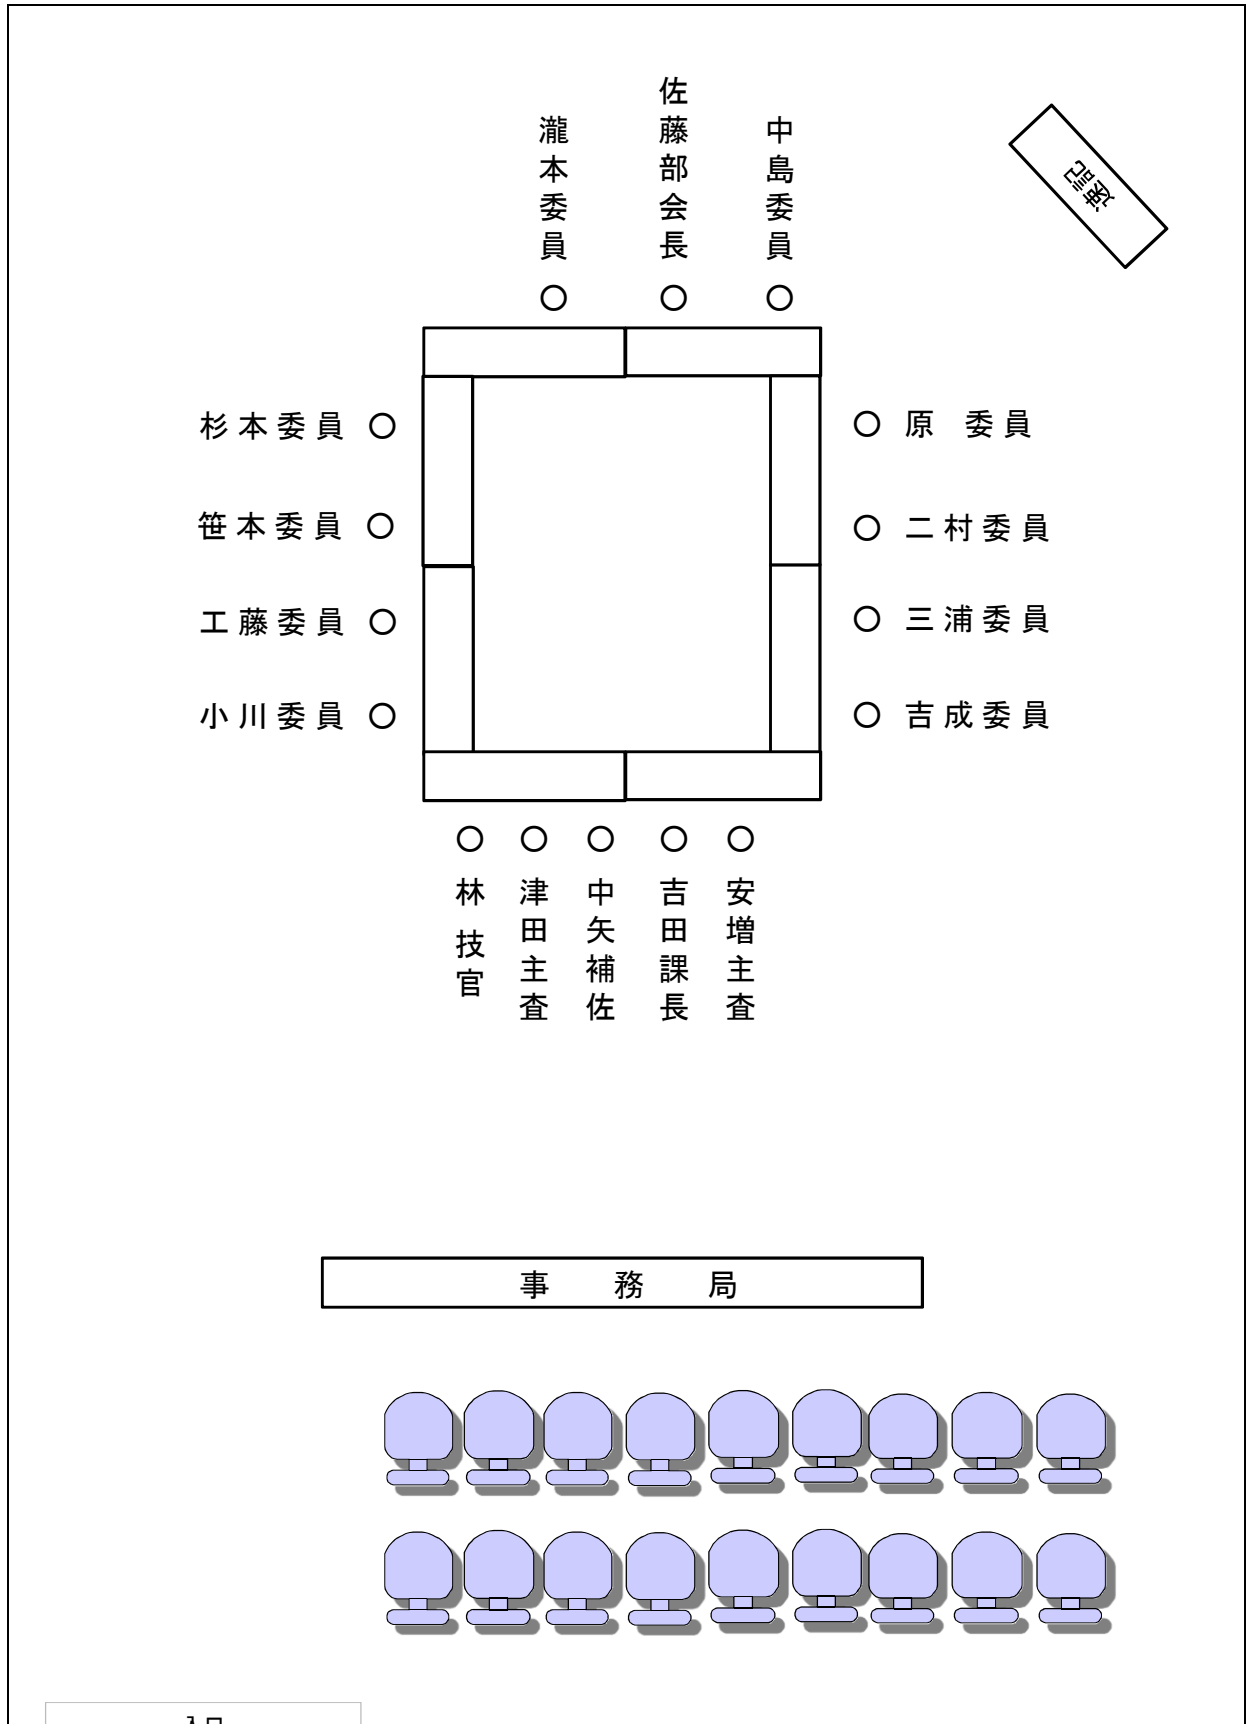 瀧本委員
佐藤部会長
中島委員
速記
杉本委員
原 委員
笹本委員
二村委員
工藤委員
三浦委員
小川委員
吉成委員
林 技官
津田主査
中矢補佐
吉田課長
安増主査
事 務 局
入口